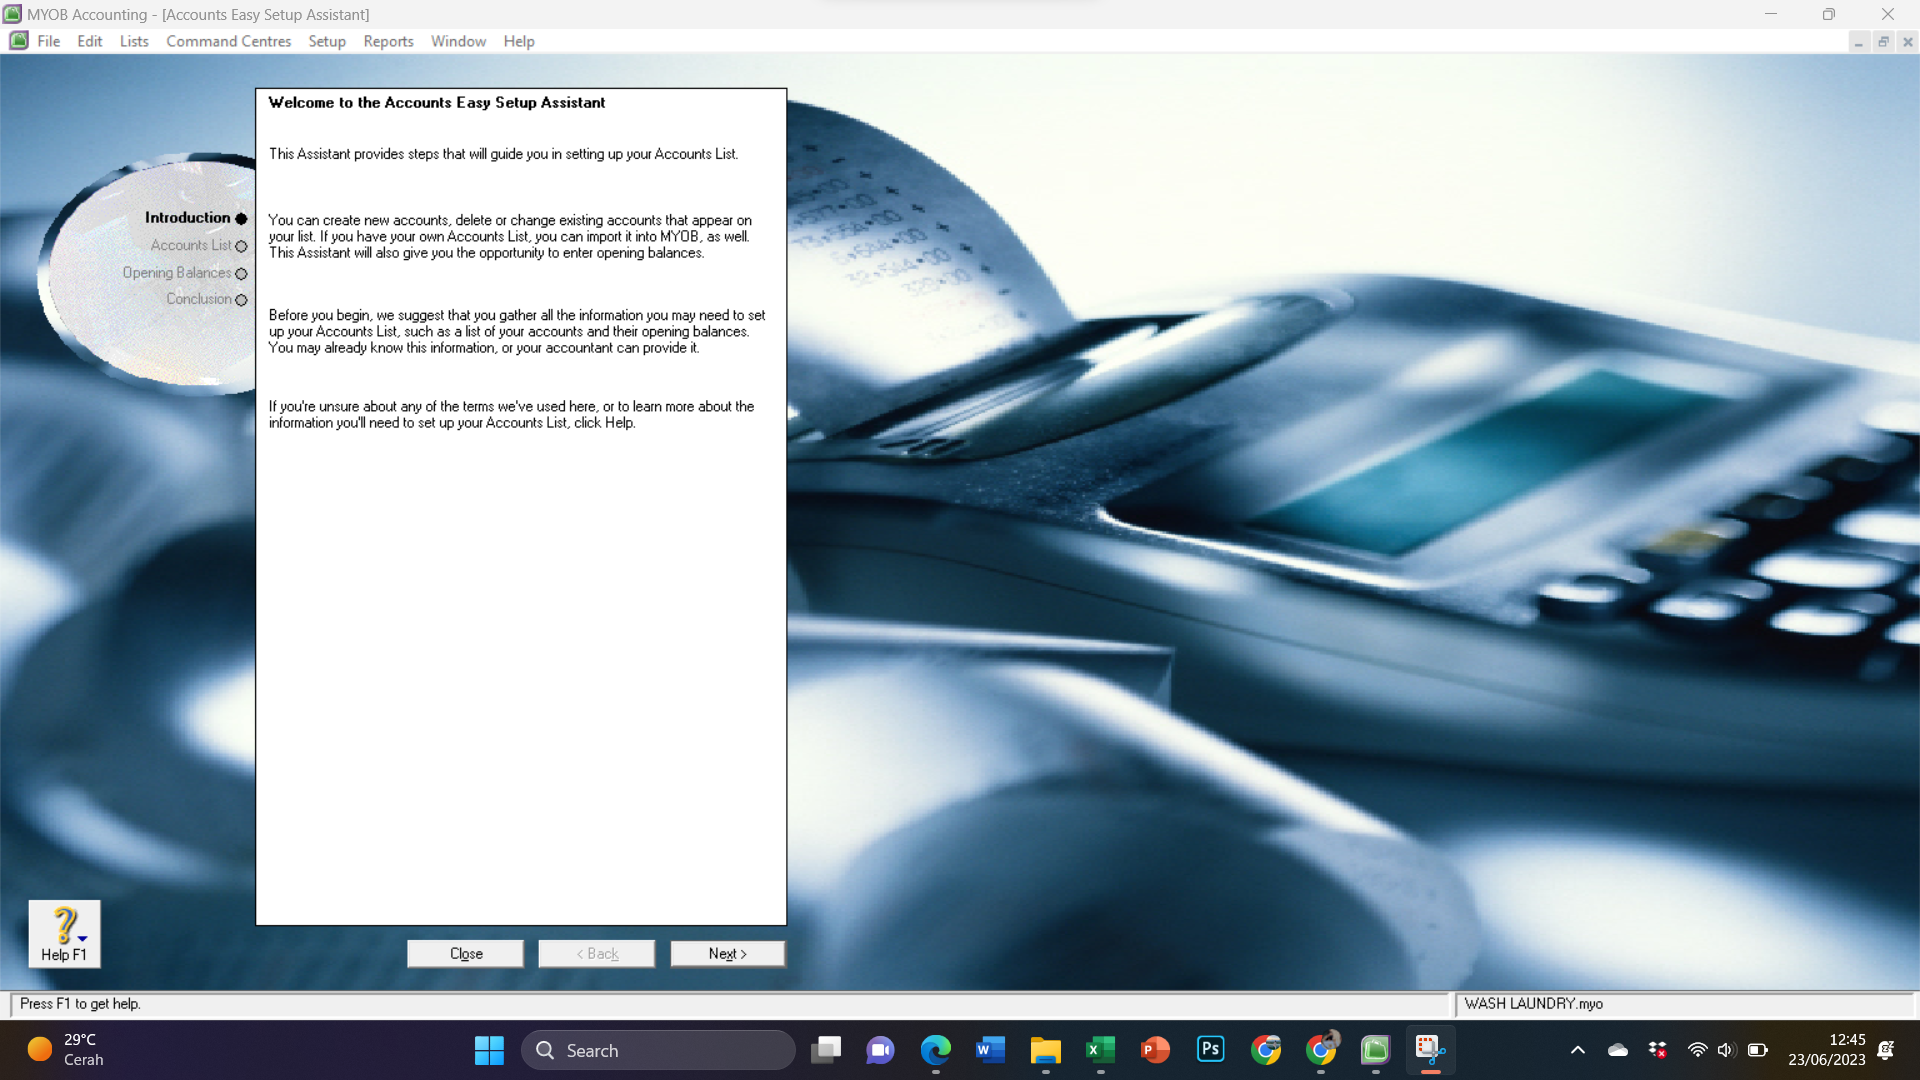 MYOB Accounting - [Accounts Easy Setup Assistant]
File Edit Lists Command Centres Setup Reports Window Help
Welcome to the Accounts Easy Setup Assistant
This Assistant provides steps that will guide you in setting up your Accounts List.
Introduction
Accounts List
Opening Balances
Conclusion
You can create new accounts, delete or change existing accounts that appear on
your list. If you have your own Accounts List, you can import it into MYOB, as well.
This Assistant will also give you the opportunity to enter opening balances.
Before you begin, we suggest that you gather all the information you may need to set
up your Accounts List, such as a list of your accounts and their opening balances.
You may already know this information, or your accountant can provide it.
If you're unsure about any of the terms we've used here, or to learn more about the
information you'll need to set up your Accounts List, click Help.
Help F1
Close
< Back
Next >
Press F1 to get help.
WASH LAUNDRY.myo
29°C
Cerah
Search
Ps
12:45
23/06/2023